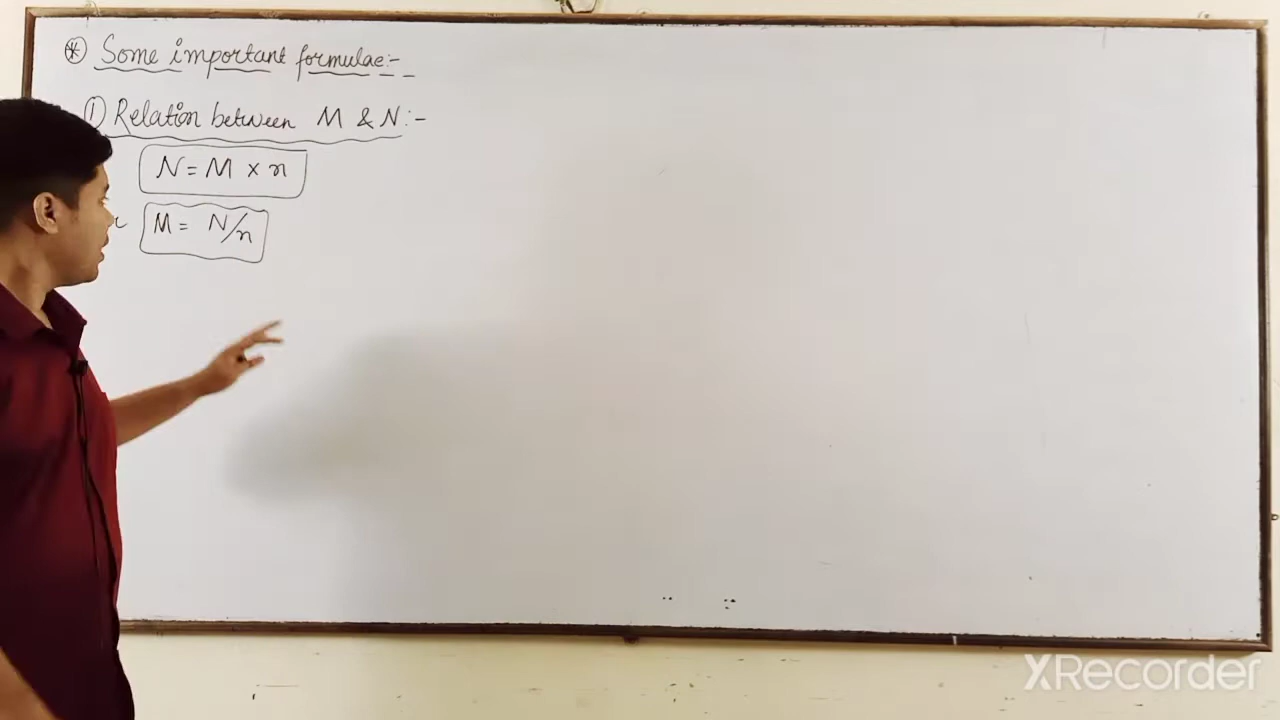 * Some important formulae:-
① Relation between M & N:-
N = M × n
M = N/n
XRecorder